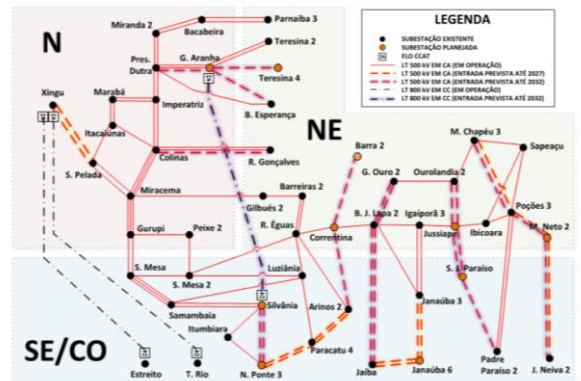 Miranda 2
Parnaíba 3
Bacabeira
Teresina 2
N
G. Aranha
Pres.
Dutra
Teresina 4
Xingu
Marabá
Imperatriz
B. Esperança
Itacaiúnas
Colinas
R. Gonçalves
S. Pelada
Miracema
Barreiras 2
Gilbués 2
Gurupi
Peixe 2
R. Éguas
Correntina
S. Mesa
S. Mesa 2
Luziânia
Silvânia
Samambaia
Arinos 2
Itumbiara
Paracatu 4
SE/CO
Estreito
T. Rio
N. Ponte 3
LEGENDA
SUBESTAÇÃO EXISTENTE
SUBESTAÇÃO PLANEJADA
ELO CCAT
LT 500 kV EM CA (EM OPERAÇÃO)
LT 500 kV EM CA (ENTRADA PREVISTA ATÉ 2027)
LT 500 kV EM CA (ENTRADA PREVISTA ATÉ 2032)
LT 800 kV EM CC (EM OPERAÇÃO)
LT 800 kV EM CC (ENTRADA PREVISTA ATÉ 2032)
NE
M. Chapéu 3
Sapeaçu
Barra 2
G. Ouro 2
Ourolandia 2
Poções 3
B. J. Lapa 2
Igaiporã 3
M. Neto 2
Jussiape
Ibicoara
S. J. Paraíso
Janaúba 3
Jaíba
Janaúba 6
Padre
Paraíso 2
J. Neiva 2